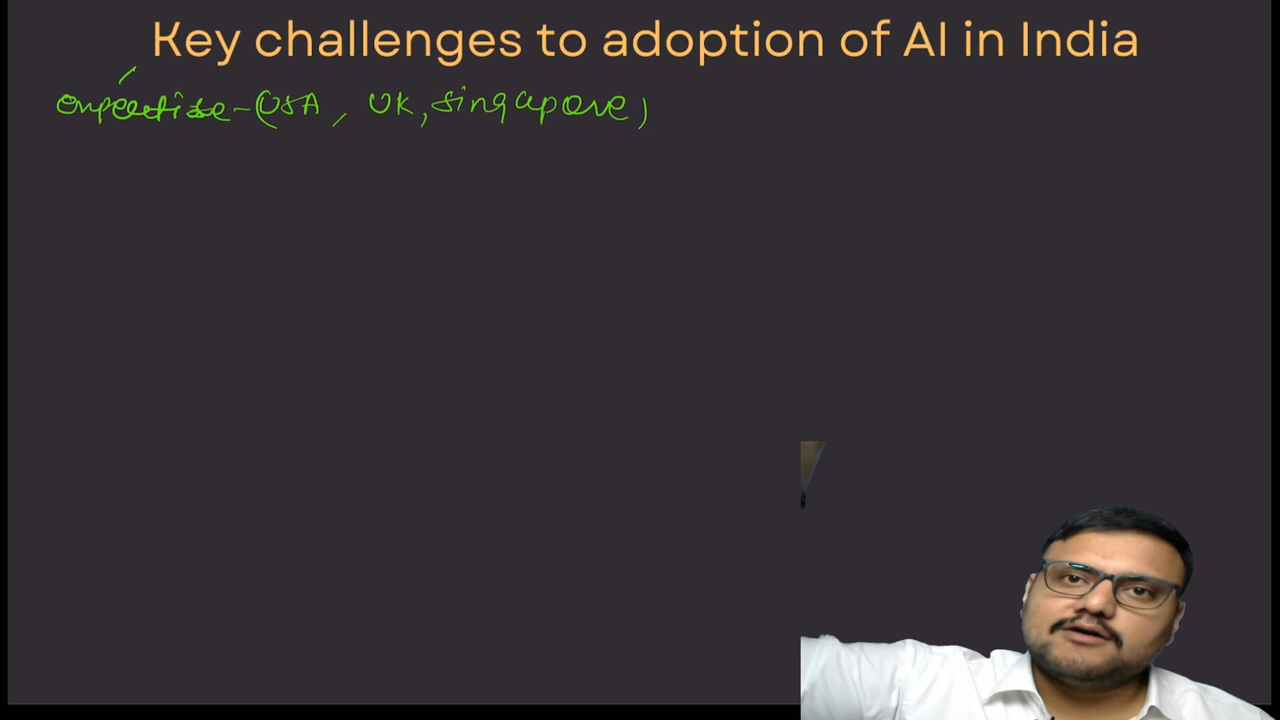 Key challenges to adoption of AI in India
expertise - (USA, UK, Singapore)